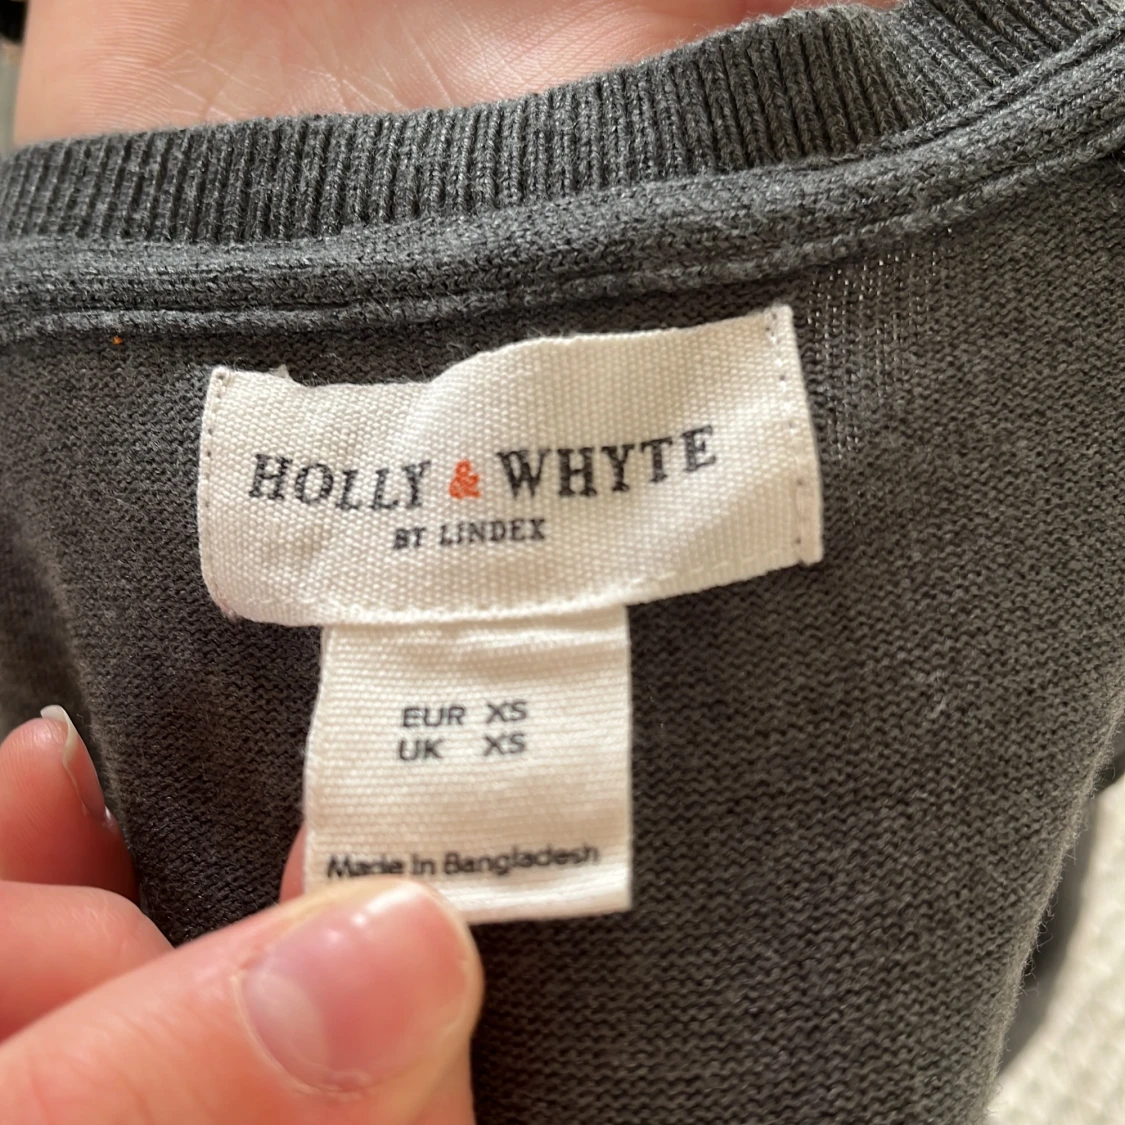 HOLLY & WHYTE
BY LINDEX
EUR XS
UK XS
Made in Bangladesh